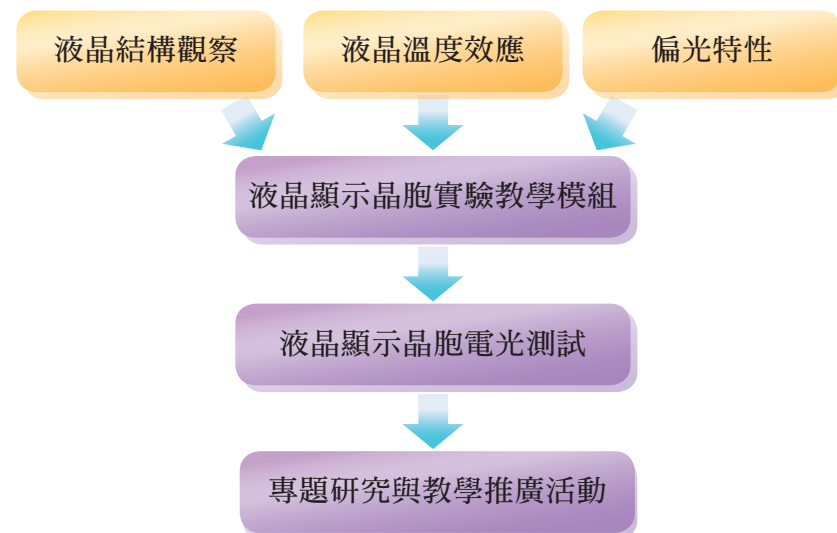 液晶結構觀察
液晶溫度效應
偏光特性
液晶顯示晶胞實驗教學模組
液晶顯示晶胞電光測試
專題研究與教學推廣活動